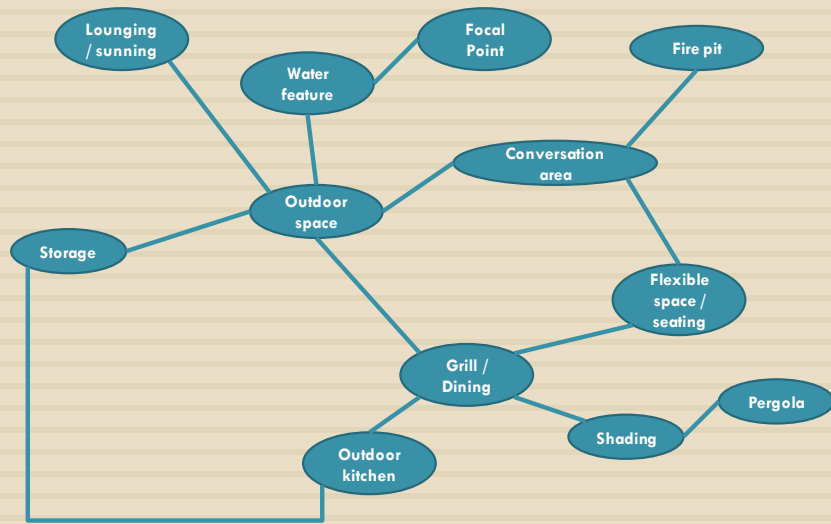 Lounging
/ sunning
Focal
Point
Fire pit
Water
feature
Conversation
area
Outdoor
space
Storage
Flexible
space /
seating
Grill /
Dining
Pergola
Shading
Outdoor
kitchen